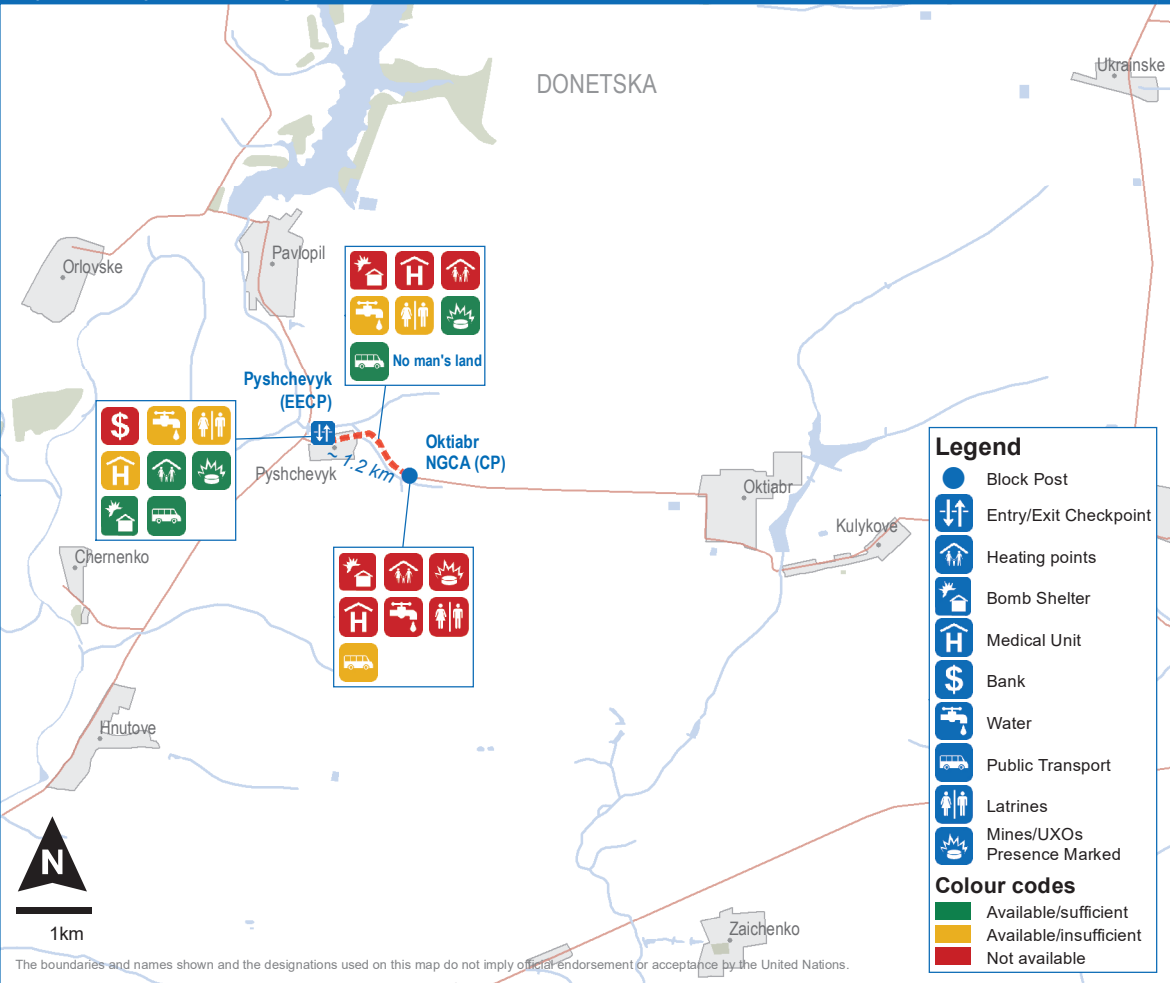 DONETSKA
Ukrainske
Pavlopil
Orlovske
No man's land
Pyshchevyk
(EECP)
Oktiabr
NGCA (CP)
~ 1.2 km
Pyshchevyk
Oktiabr
Kulykove
Chernenko
Hnutove
Zaichenko
H
H
$
H
N
1km
Legend
Block Post
Entry/Exit Checkpoint
Heating points
Bomb Shelter
H Medical Unit
$ Bank
Water
Public Transport
Latrines
Mines/UXOs
Presence Marked
Colour codes
Available/sufficient
Available/insufficient
Not available
The boundaries and names shown and the designations used on this map do not imply official endorsement or acceptance by the United Nations.